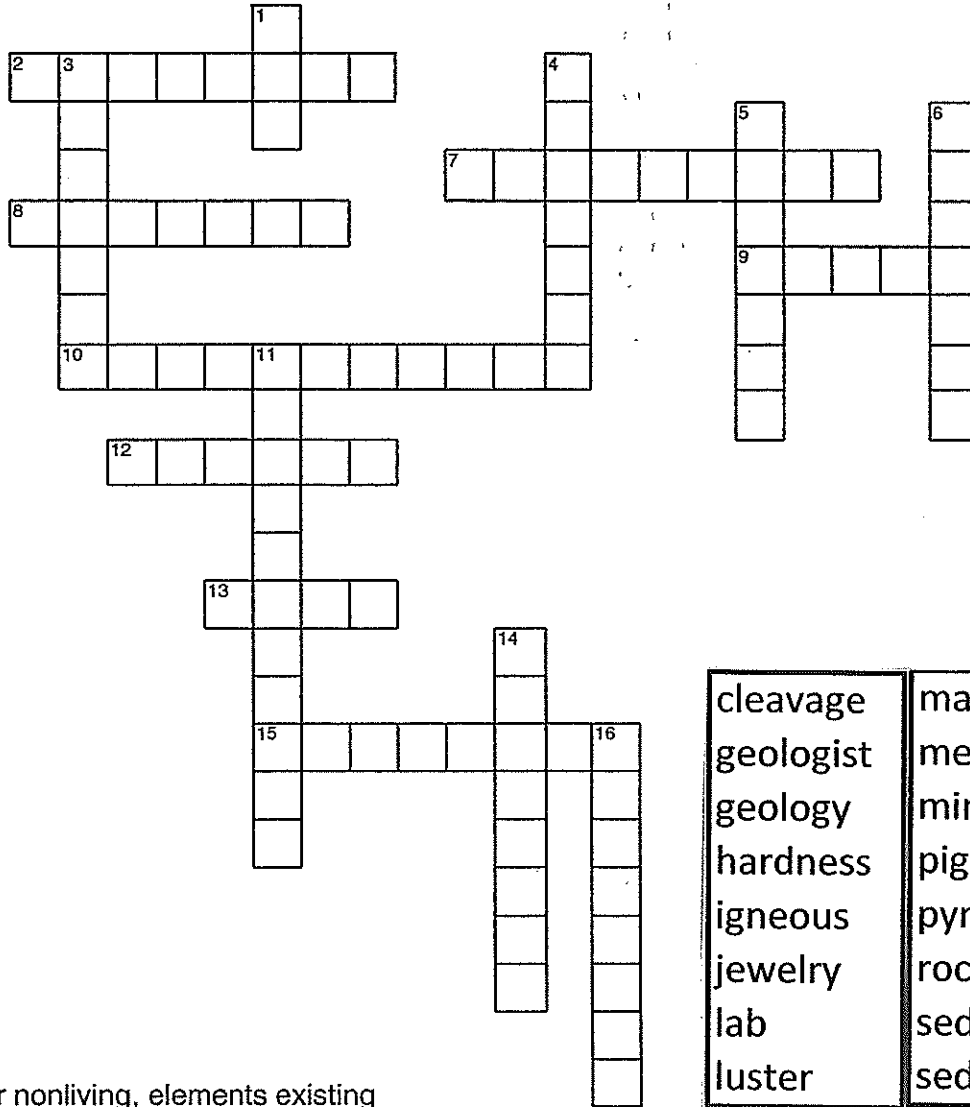 1
2 3 4
5 6
7
8
9
10 11
12
13
14
15 16
cleavage ma
geologist me
geology min
hardness pig
igneous pyr
jewelry roc
lab sed
luster sed
r nonliving, elements existing